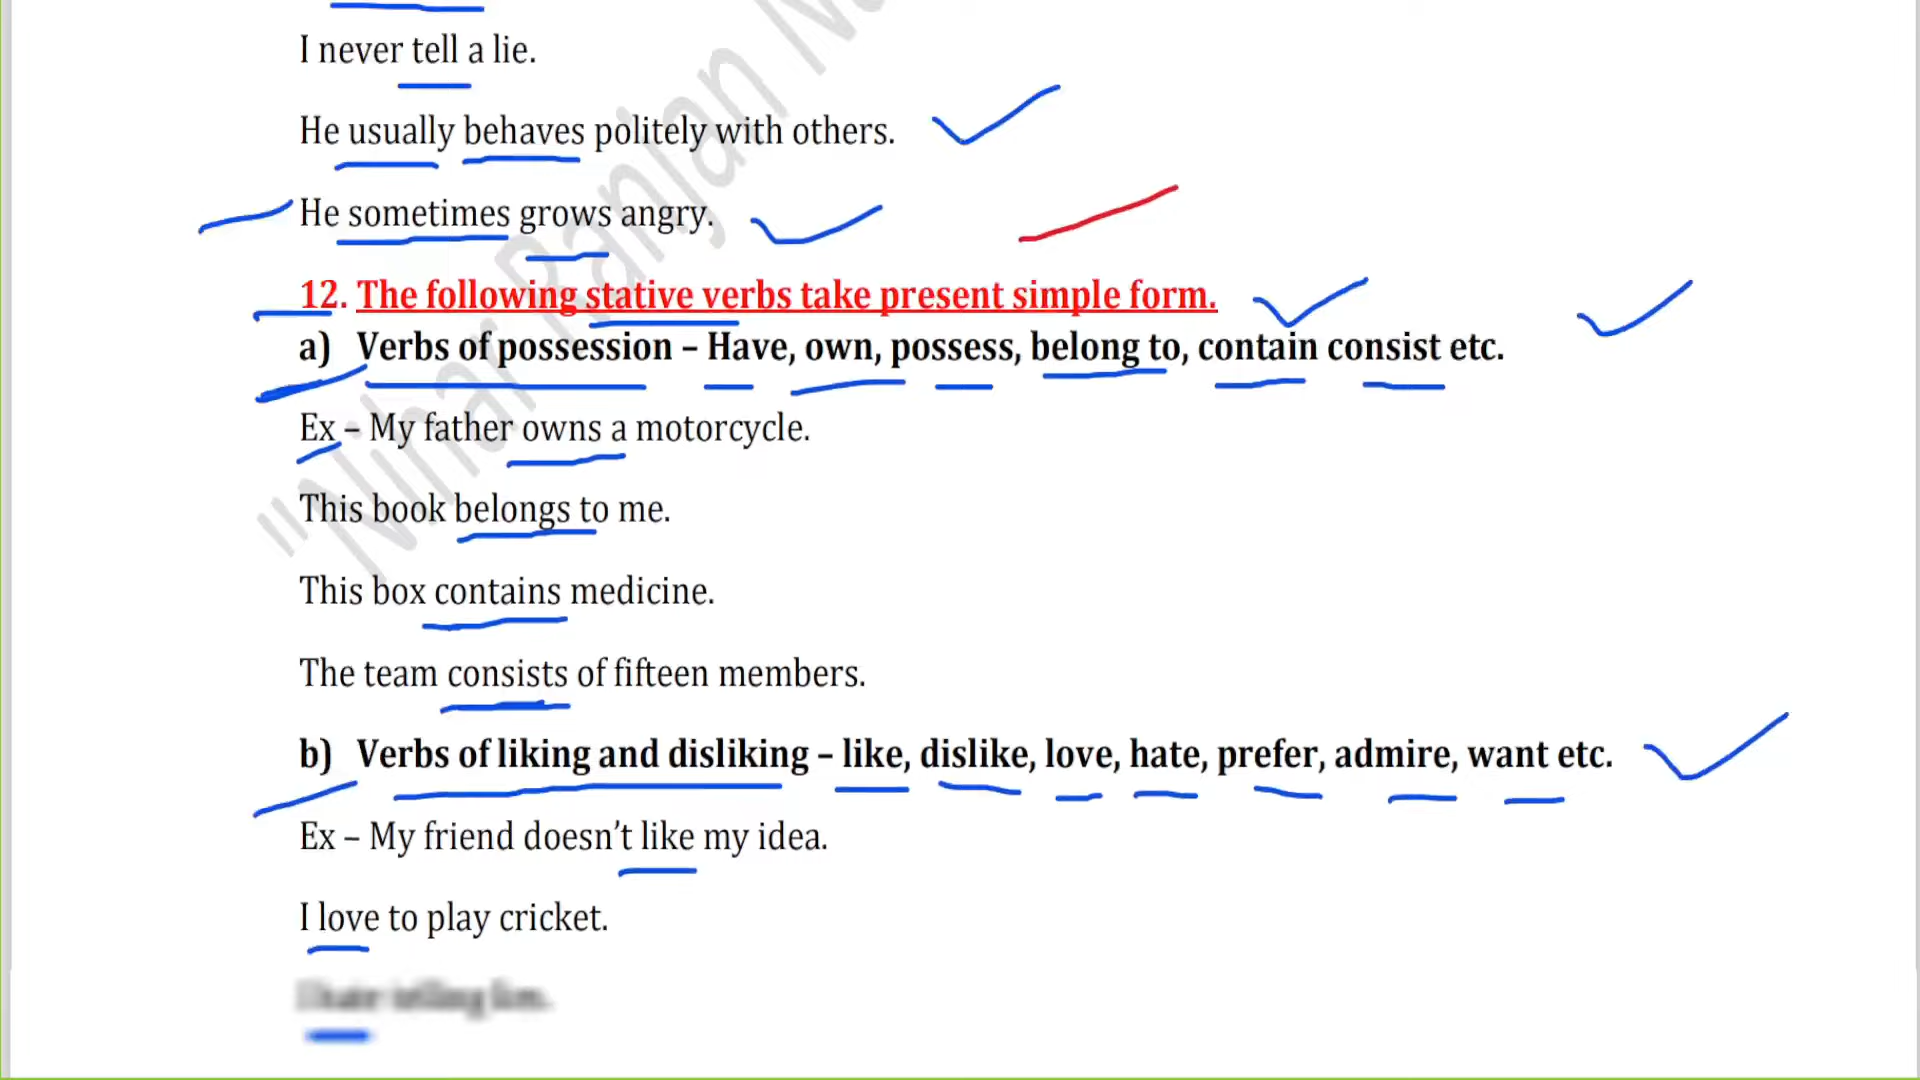 I never tell a lie.
He usually behaves politely with others.
He sometimes grows angry.
12. The following stative verbs take present simple form.
a) Verbs of possession – Have, own, possess, belong to, contain consist etc.
Ex – My father owns a motorcycle.
This book belongs to me.
This box contains medicine.
The team consists of fifteen members.
b) Verbs of liking and disliking – like, dislike, love, hate, prefer, admire, want etc.
Ex – My friend doesn’t like my idea.
I love to play cricket.
"Nihar Ranjan